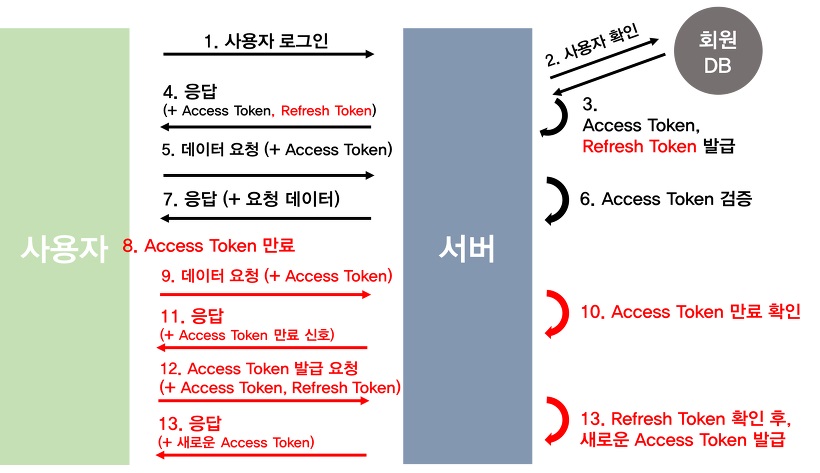 1. 사용자 로그인
2. 사용자 확인
회원
DB
4. 응답
(+ Access Token, Refresh Token)
3.
Access Token,
Refresh Token 발급
5. 데이터 요청 (+ Access Token)
7. 응답 (+ 요청 데이터)
6. Access Token 검증
사용자
8. Access Token 만료
서버
9. 데이터 요청 (+ Access Token)
10. Access Token 만료 확인
11. 응답
(+ Access Token 만료 신호)
12. Access Token 발급 요청
(+ Access Token, Refresh Token)
13. 응답
(+ 새로운 Access Token)
13. Refresh Token 확인 후,
새로운 Access Token 발급